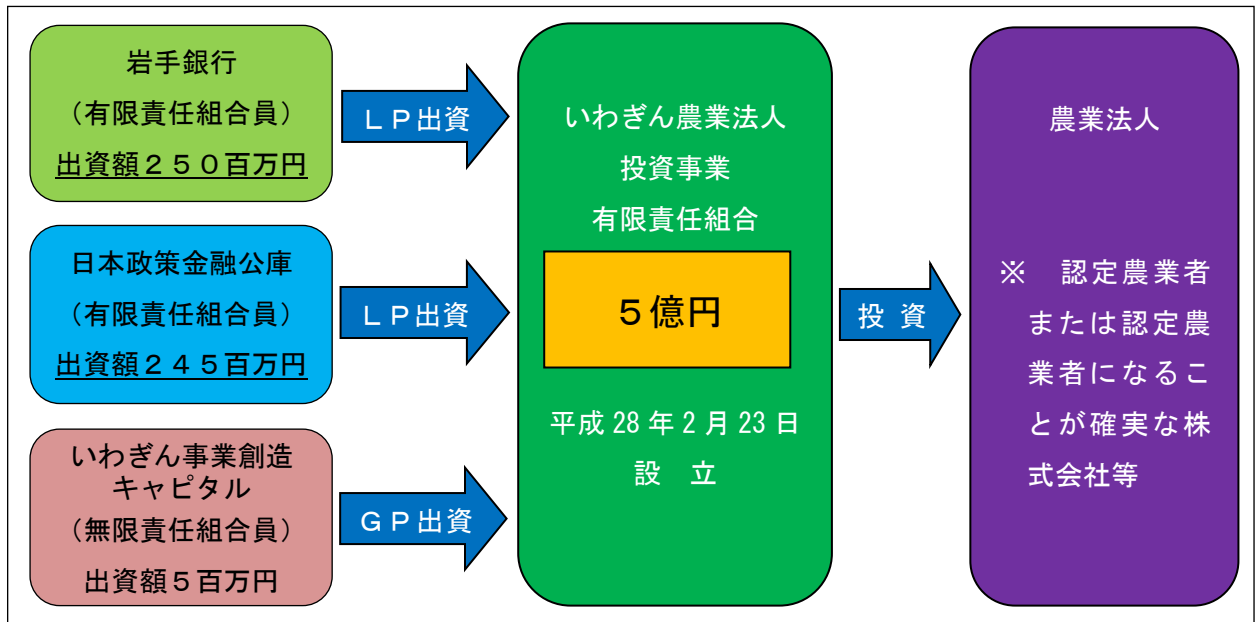 岩手銀行
(有限責任組合員)
出資額250百万円
LP出資
日本政策金融公庫
(有限責任組合員)
出資額245百万円
LP出資
いわぎん事業創造
キャピタル
(無限責任組合員)
出資額5百万円
GP出資
いわぎん農業法人
投資事業
有限責任組合
5億円
平成28年2月23日
設 立
投 資
農業法人
※ 認定農業者
または認定農
業者になるこ
とが確実な株
式会社等